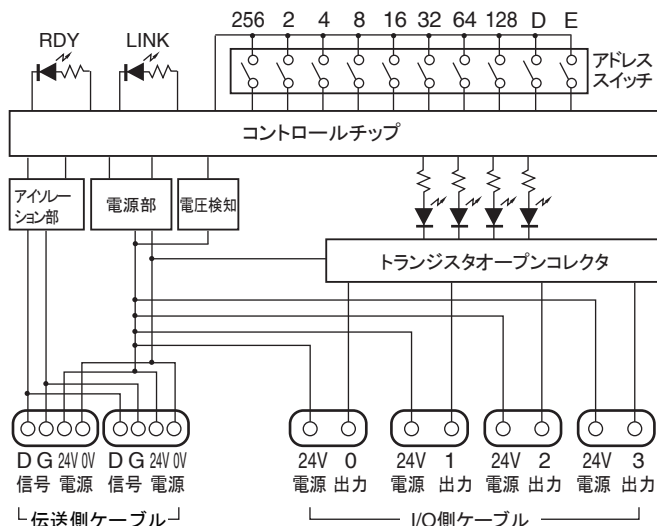 256 2 4 8 16 32 64 128 D E
RDY LINK
アドレス
スイッチ
コントロールチップ
アイソレー
ション部
電源部
電圧検知
トランジスタオープンコレクタ
D G 24V 0V D G 24V 0V 24V 0 24V 1 24V 2 24V 3
信号 電源 信号 電源 電源 出力 電源 出力 電源 出力 電源 出力
伝送側ケーブル I/O側ケーブル